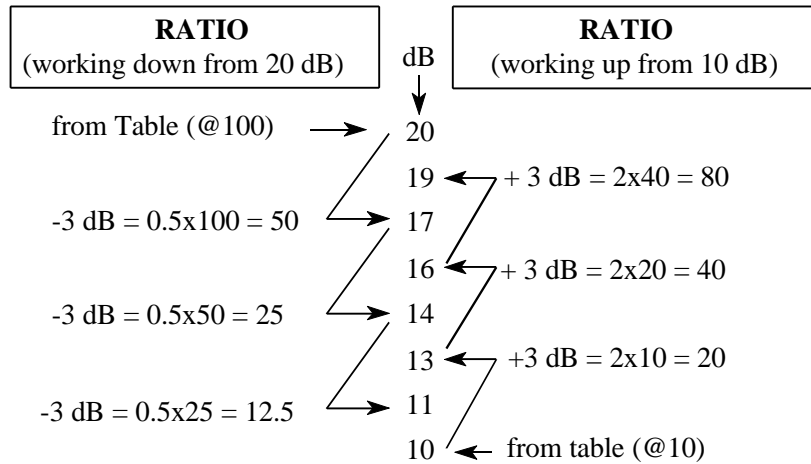 RATIO
(working down from 20 dB)
dB
RATIO
(working up from 10 dB)
from Table (@100)
20
19
+ 3 dB = 2x40 = 80
-3 dB = 0.5x100 = 50
17
16
+ 3 dB = 2x20 = 40
-3 dB = 0.5x50 = 25
14
13
+3 dB = 2x10 = 20
-3 dB = 0.5x25 = 12.5
11
10
from table (@10)